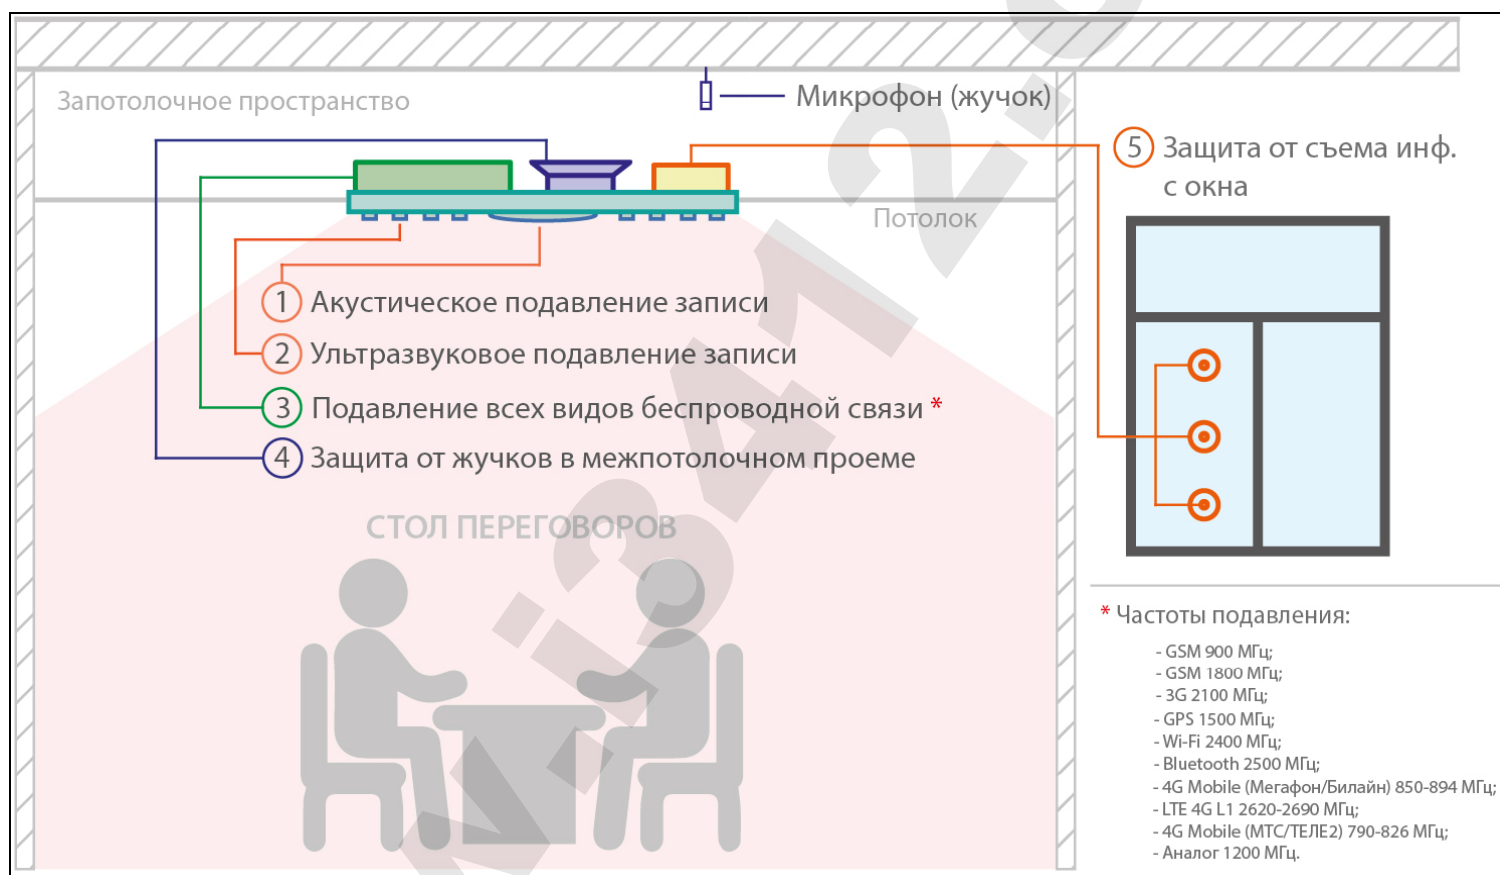 Запотолочное пространство
Микрофон (жучок)
5 Защита от съема инф.
с окна
Потолок
1 Акустическое подавление записи
2 Ультразвуковое подавление записи
3 Подавление всех видов беспроводной связи *
4 Защита от жучков в межпотолочном проеме
СТОЛ ПЕРЕГОВОРОВ
* Частоты подавления:
- GSM 900 МГц;
- GSM 1800 МГц;
- 3G 2100 МГц;
- GPS 1500 МГц;
- Wi-Fi 2400 МГц;
- Bluetooth 2500 МГц;
- 4G Mobile (Мегафон/Билайн) 850-894 МГц;
- LTE 4G L1 2620-2690 МГц;
- 4G Mobile (МТС/ТЕЛЕ2) 790-826 МГц;
- Аналог 1200 МГц.